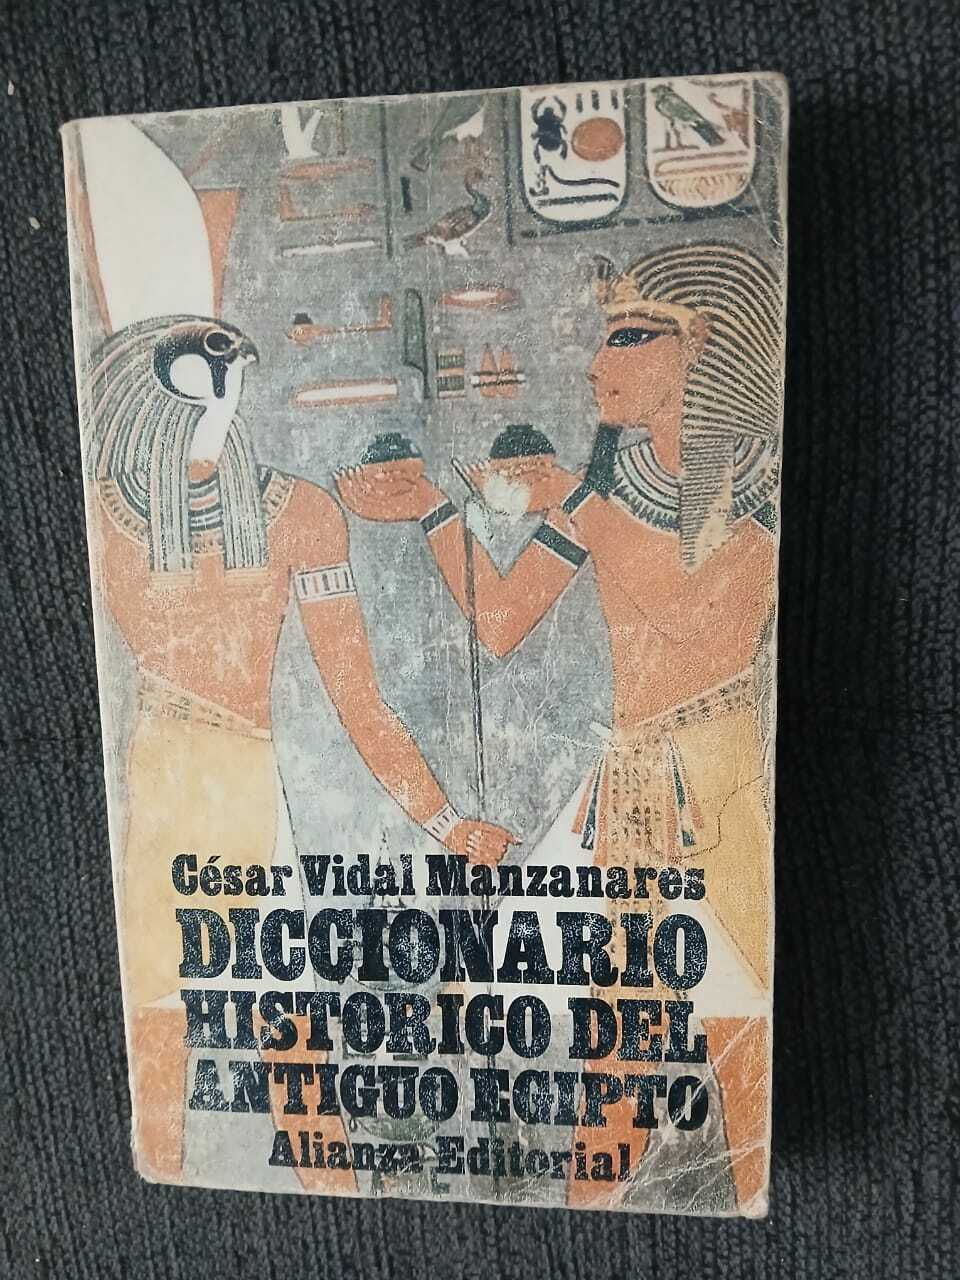 César Vidal Manzanares
DICCIONARIO
HISTORICO DEL
ANTIGUO EGIPTO
Alianza Editorial